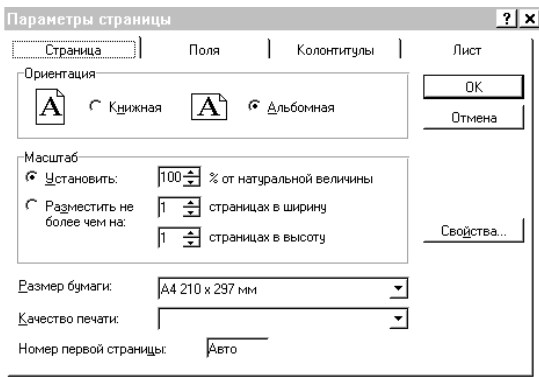 Параметры страницы
Страница Поля Колонтитулы Лист
Ориентация
A Книжная A Альбомная
OK
Отмена
Масштаб
Установить: 100 % от натуральной величины
Разместить не более чем на: 1 страницах в ширину
1 страницах в высоту
Свойства...
Размер бумаги: A4 210 x 297 мм
Качество печати:
Номер первой страницы: Авто